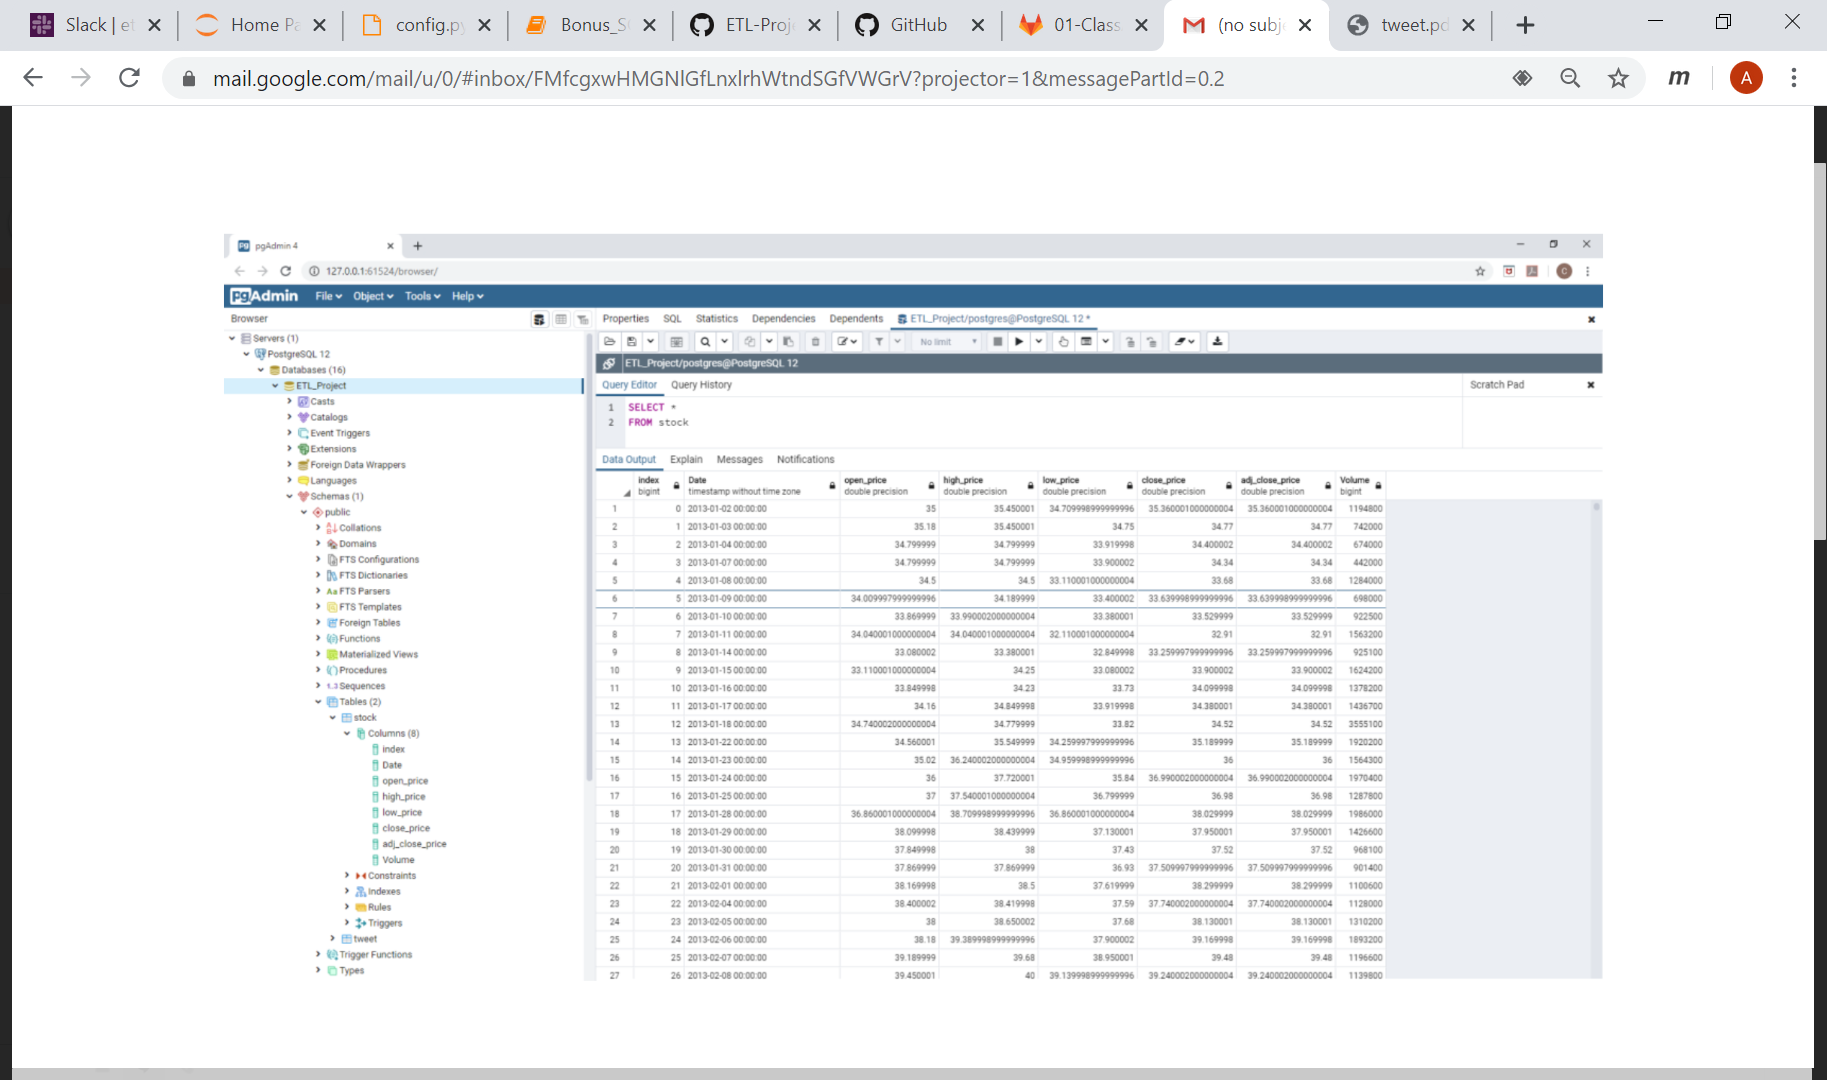 Slack | et
Home Pa
config.py
Bonus_S
ETL-Proj
GitHub
01-Class
(no subj
tweet.pd
mail.google.com/mail/u/0/#inbox/FMfcgxwHMGNlGfLnxlrhWtndSGfVWGrV?projector=1&messagePartId=0.2
m
A
pgAdmin 4
127.0.0.1:61524/browser/
C
pgAdmin File Object Tools Help
Browser
Properties SQL Statistics Dependencies Dependents ETL_Project/postgres@PostgreSQL 12 *
No limit
ETL_Project/postgres@PostgreSQL 12
Query Editor Query History Scratch Pad
1 SELECT *
2 FROM stock
Data Output Explain Messages Notifications
Servers (1)
PostgreSQL 12
Databases (16)
ETL_Project
Casts
Catalogs
Event Triggers
Extensions
Foreign Data Wrappers
Languages
Schemas (1)
public
Collations
Domains
FTS Configurations
FTS Dictionaries
FTS Parsers
FTS Templates
Foreign Tables
Functions
Materialized Views
Procedures
Sequences
Tables (2)
stock
Columns (8)
index
Date
open_price
high_price
low_price
close_price
adj_close_price
Volume
Constraints
Indexes
Rules
Triggers
tweet
Trigger Functions
Types
index Date open_price high_price low_price close_price adj_close_price Volume
bigint timestamp without time zone double precision double precision double precision double precision double precision bigint
1 0 2013-01-02 00:00:00 35 35.450001 34.709998999999996 35.360001000000004 35.360001000000004 1194800
2 1 2013-01-03 00:00:00 35.18 35.450001 34.75 34.77 34.77 742000
3 2 2013-01-04 00:00:00 34.799999 34.799999 33.919998 34.400002 34.400002 674000
4 3 2013-01-07 00:00:00 34.799999 34.799999 33.900002 34.34 34.34 442000
5 4 2013-01-08 00:00:00 34.5 34.5 33.110001000000004 33.68 33.68 1284000
6 5 2013-01-09 00:00:00 34.009997999999996 34.189999 33.400002 33.639998999999996 33.639998999999996 698000
7 6 2013-01-10 00:00:00 33.869999 33.990002000000004 33.380001 33.529999 33.529999 922500
8 7 2013-01-11 00:00:00 34.040001000000004 34.040001000000004 32.110001000000004 32.91 32.91 1563200
9 8 2013-01-14 00:00:00 33.080002 33.380001 32.849998 33.259997999999996 33.259997999999996 925100
10 9 2013-01-15 00:00:00 33.110001000000004 34.25 33.080002 33.900002 33.900002 1624200
11 10 2013-01-16 00:00:00 33.849998 34.23 33.73 34.099998 34.099998 1378200
12 11 2013-01-17 00:00:00 34.16 34.849998 33.919998 34.380001 34.380001 1436700
13 12 2013-01-18 00:00:00 34.740002000000004 34.779999 33.82 34.52 34.52 3555100
14 13 2013-01-22 00:00:00 34.560001 35.549999 34.259997999999996 35.189999 35.189999 1920200
15 14 2013-01-23 00:00:00 35.02 36.240002000000004 34.959998999999996 36 36 1564300
16 15 2013-01-24 00:00:00 36 37.720001 35.84 36.990002000000004 36.990002000000004 1970400
17 16 2013-01-25 00:00:00 37 37.540001000000004 36.799999 36.98 36.98 1287800
18 17 2013-01-28 00:00:00 36.860001000000004 38.709998999999996 36.860001000000004 38.029999 38.029999 1986000
19 18 2013-01-29 00:00:00 38.099998 38.439999 37.130001 37.950001 37.950001 1426600
20 19 2013-01-30 00:00:00 37.849998 38 37.43 37.52 37.52 968100
21 20 2013-01-31 00:00:00 37.869999 37.869999 36.93 37.509997999999996 37.509997999999996 901400
22 21 2013-02-01 00:00:00 38.169998 38.5 37.619999 38.299999 38.299999 1100600
23 22 2013-02-04 00:00:00 38.400002 38.419998 37.59 37.740002000000004 37.740002000000004 1128000
24 23 2013-02-05 00:00:00 38 38.650002 37.68 38.130001 38.130001 1310200
25 24 2013-02-06 00:00:00 38.18 39.389998999999996 37.900002 39.169998 39.169998 1893200
26 25 2013-02-07 00:00:00 39.189999 39.68 38.950001 39.48 39.48 1196600
27 26 2013-02-08 00:00:00 39.450001 40 39.139998999999996 39.240002000000004 39.240002000000004 1139800